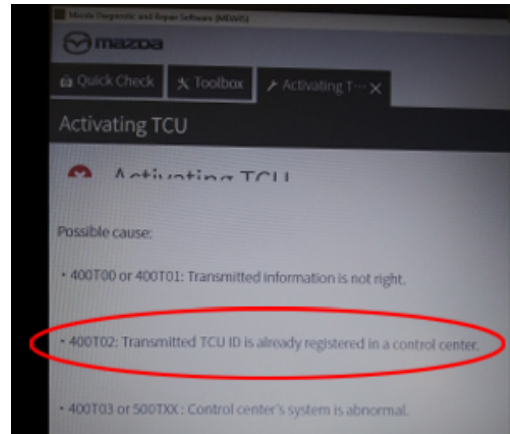 Mazda Diagnostic and Repair Software (MDARS)
mazda
Quick Check Toolbox Activating T··· X
Activating TCU
Activating TCU
Possible cause:
· 400T00 or 400T01: Transmitted information is not right.
· 400T02: Transmitted TCU ID is already registered in a control center.
· 400T03 or 500TXX : Control center's system is abnormal.